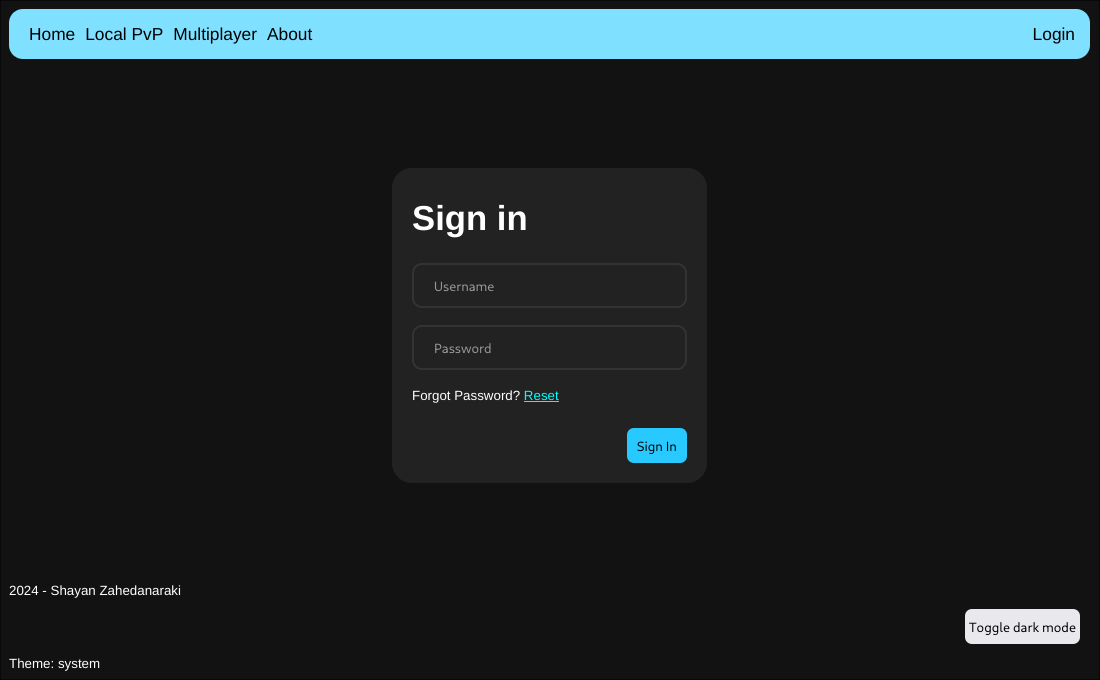 Home Local PvP Multiplayer About Login
Sign in
Username
Password
Forgot Password? Reset
Sign In
2024 - Shayan Zahedanaraki
Toggle dark mode
Theme: system